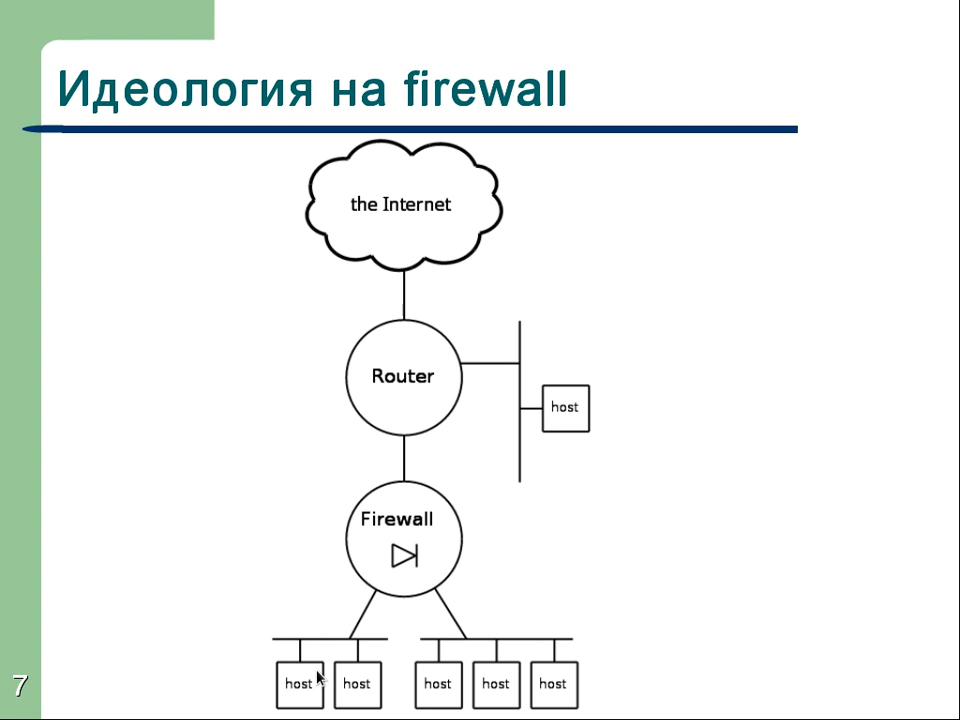 Идеология на firewall
the Internet
Router
host
Firewall
host host host host host
7